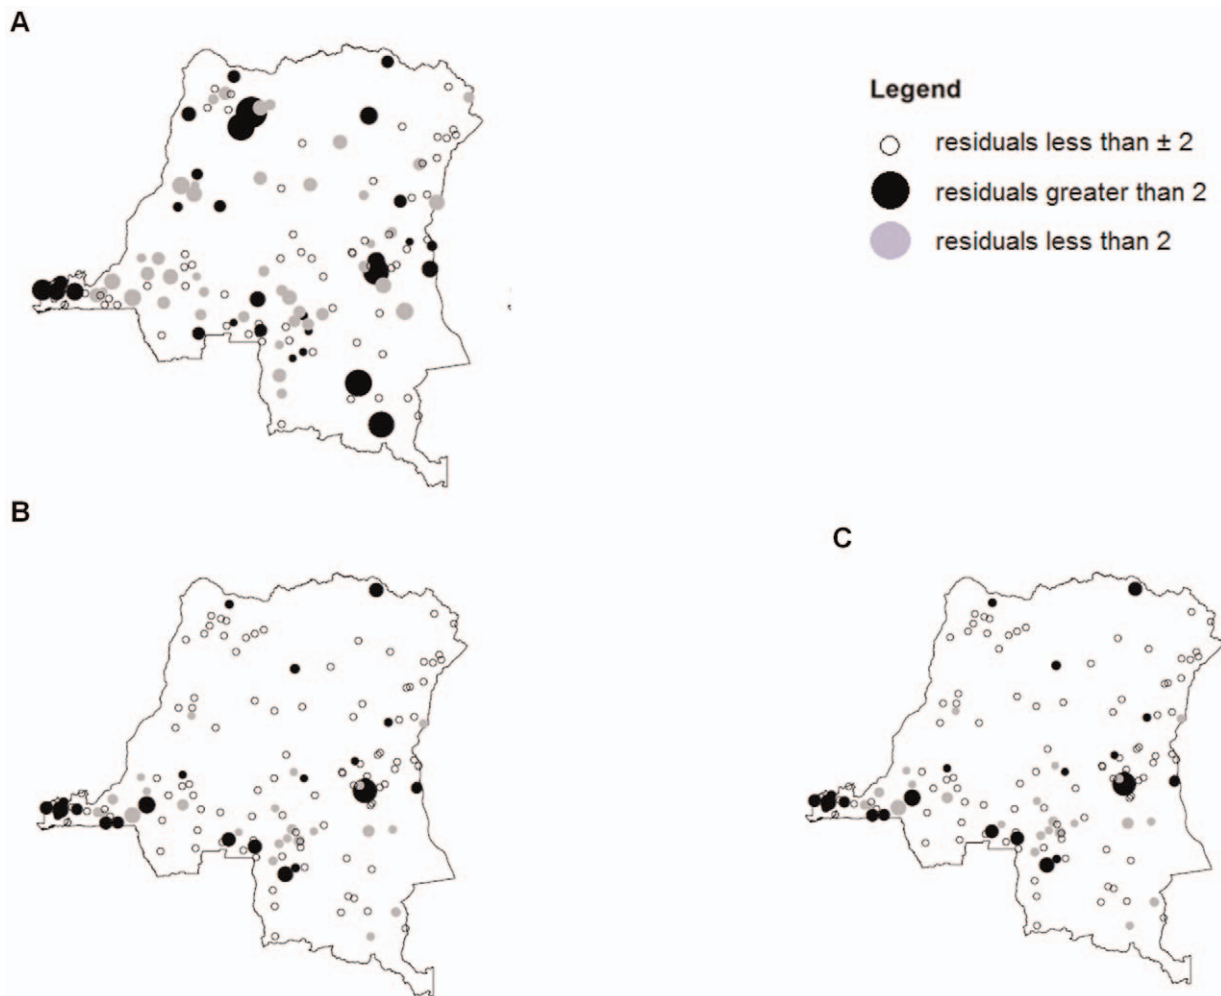 A
Legend
residuals less than ± 2
residuals greater than 2
residuals less than 2
B
C